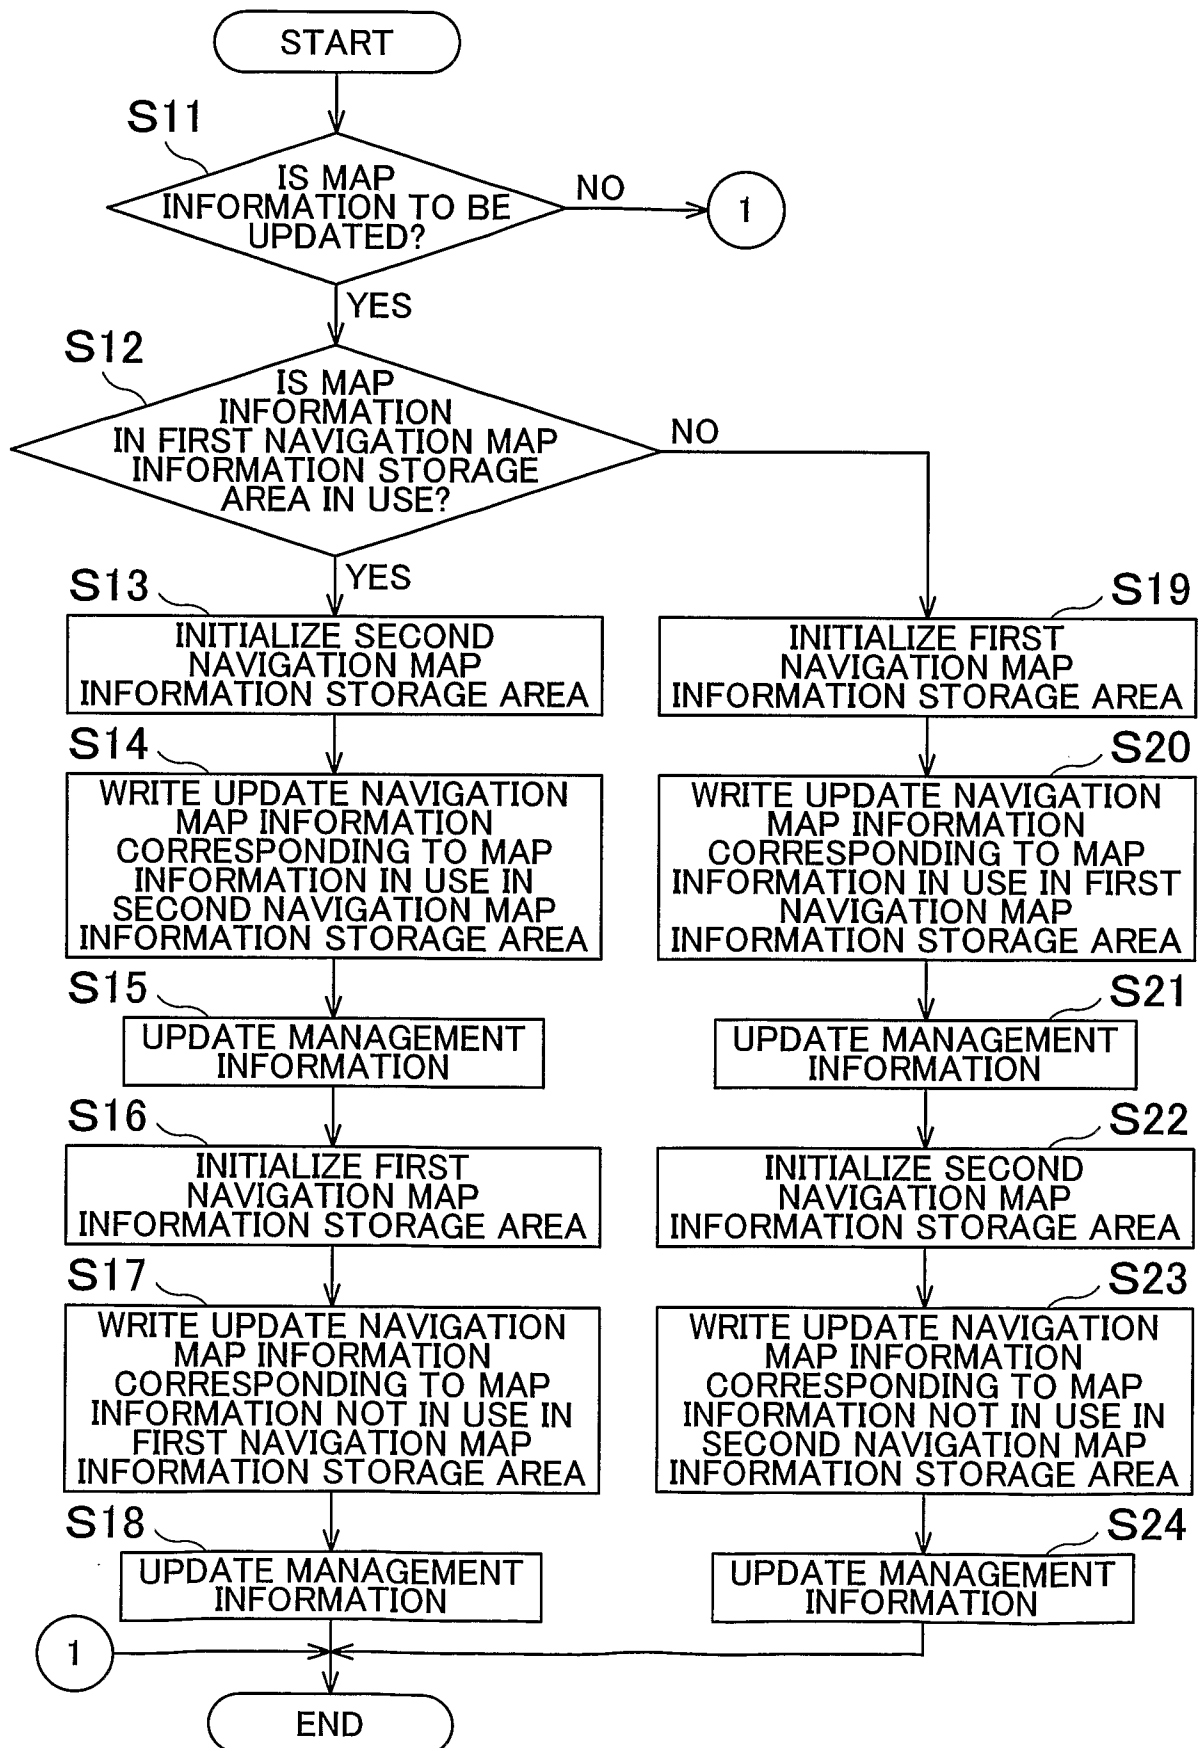 START
S11
IS MAP
INFORMATION TO BE
UPDATED?
NO
1
YES
S12
IS MAP
INFORMATION
IN FIRST NAVIGATION MAP
INFORMATION STORAGE
AREA IN USE?
NO
YES
S13
INITIALIZE SECOND
NAVIGATION MAP
INFORMATION STORAGE AREA
S14
WRITE UPDATE NAVIGATION
MAP INFORMATION
CORRESPONDING TO MAP
INFORMATION IN USE IN
SECOND NAVIGATION MAP
INFORMATION STORAGE AREA
S15
UPDATE MANAGEMENT
INFORMATION
S16
INITIALIZE FIRST
NAVIGATION MAP
INFORMATION STORAGE AREA
S17
WRITE UPDATE NAVIGATION
MAP INFORMATION
CORRESPONDING TO MAP
INFORMATION NOT IN USE IN
FIRST NAVIGATION MAP
INFORMATION STORAGE AREA
S18
UPDATE MANAGEMENT
INFORMATION
S19
INITIALIZE FIRST
NAVIGATION MAP
INFORMATION STORAGE AREA
S20
WRITE UPDATE NAVIGATION
MAP INFORMATION
CORRESPONDING TO MAP
INFORMATION IN USE IN FIRST
NAVIGATION MAP
INFORMATION STORAGE AREA
S21
UPDATE MANAGEMENT
INFORMATION
S22
INITIALIZE SECOND
NAVIGATION MAP
INFORMATION STORAGE AREA
S23
WRITE UPDATE NAVIGATION
MAP INFORMATION
CORRESPONDING TO MAP
INFORMATION NOT IN USE IN
SECOND NAVIGATION MAP
INFORMATION STORAGE AREA
S24
UPDATE MANAGEMENT
INFORMATION
1
END